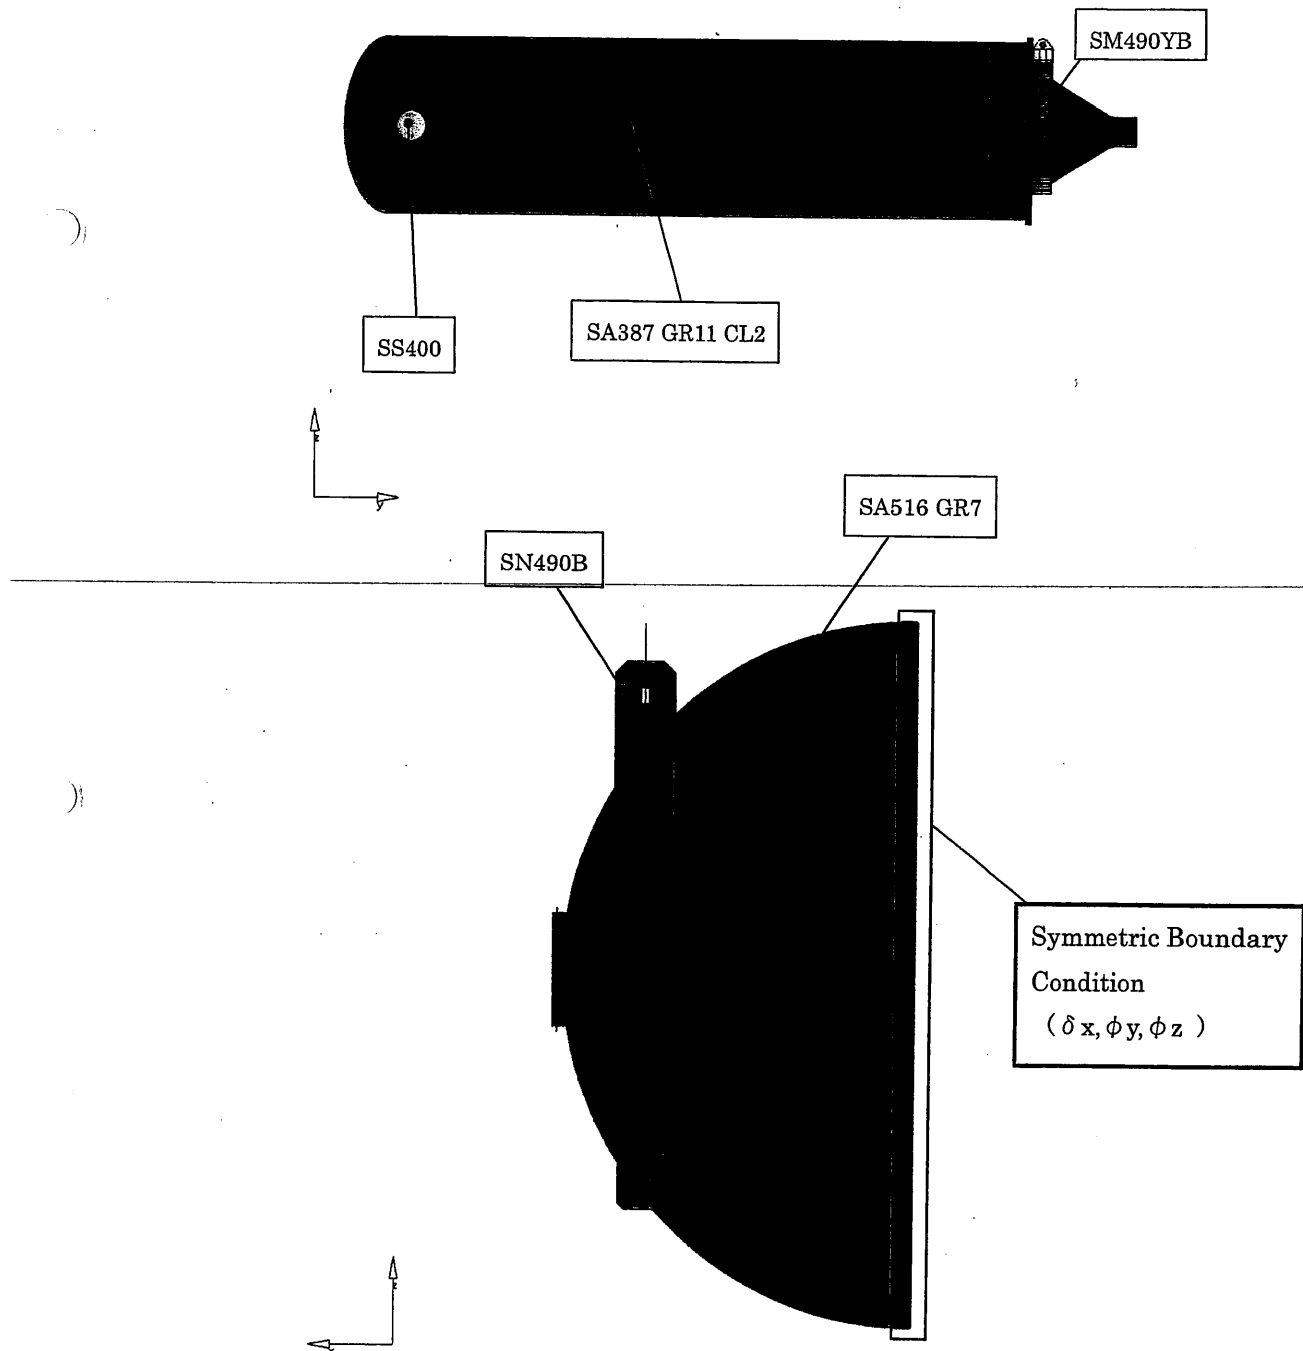 SM490YB
SS400
SA387 GR11 CL2
z
y
SA516 GR7
SN490B
Symmetric Boundary
Condition
(δx,φy,φz)
z